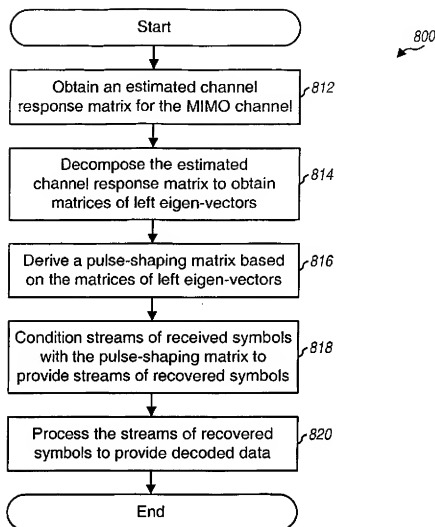 Start
800
Obtain an estimated channel
response matrix for the MIMO channel
812
Decompose the estimated
channel response matrix to obtain
matrices of left eigen-vectors
814
Derive a pulse-shaping matrix based
on the matrices of left eigen-vectors
816
Condition streams of received symbols
with the pulse-shaping matrix to
provide streams of recovered symbols
818
Process the streams of recovered
symbols to provide decoded data
820
End